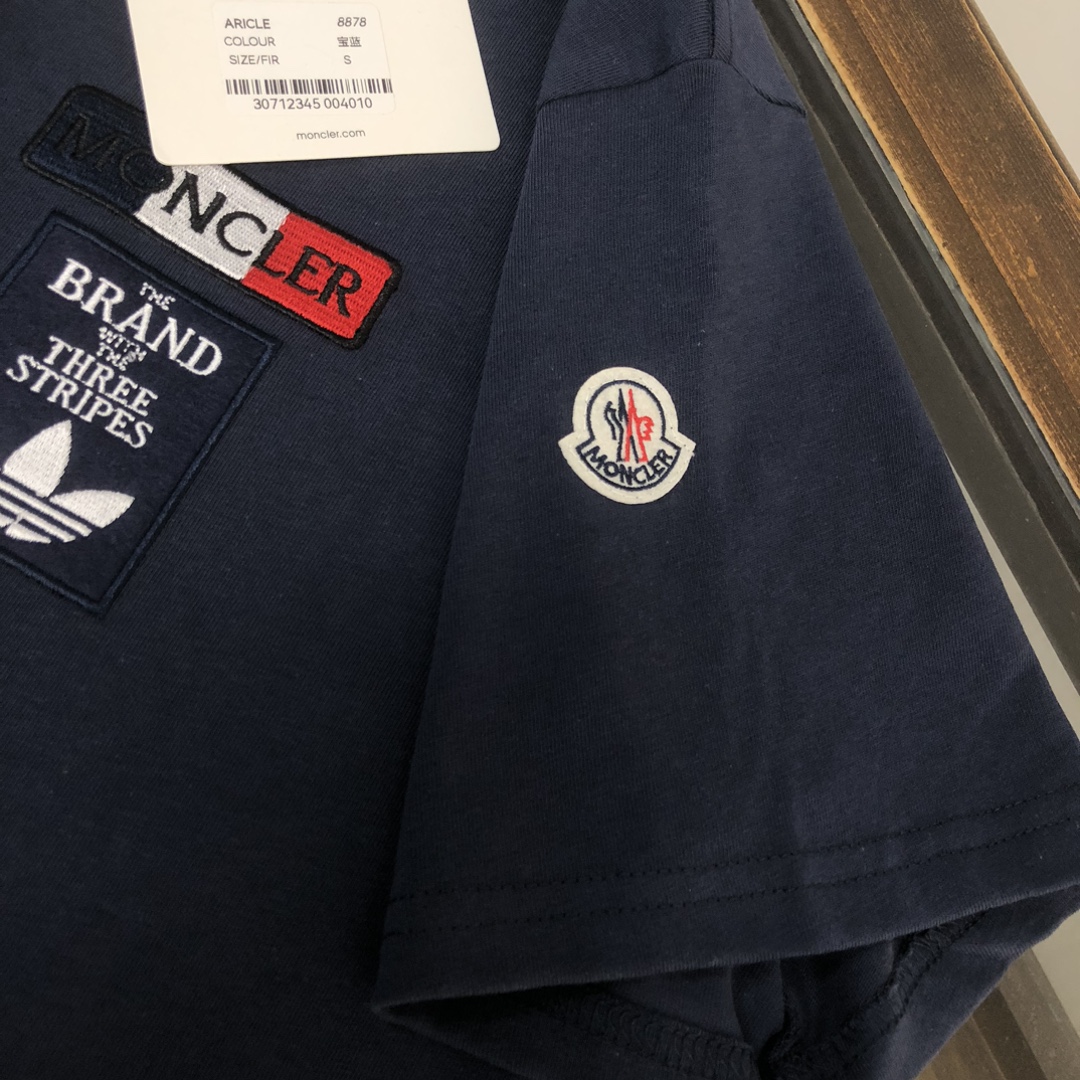 ARICLE 8878
COLOUR 宝蓝
SIZE/FIR S
30712345 004010
moncler.com
MONCLER
THE
BRAND
WITH
THE
THREE
STRIPES
MONCLER